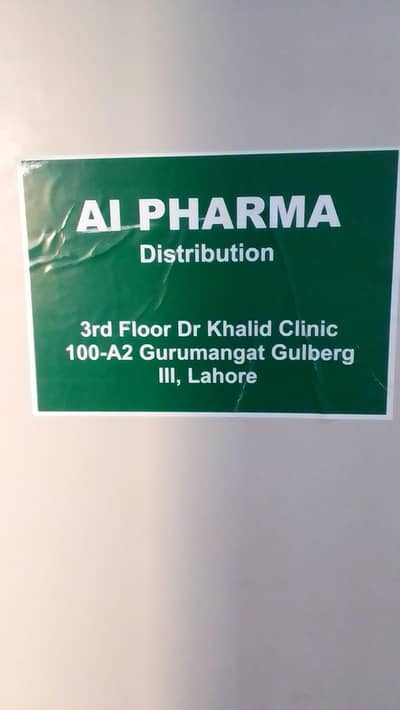 AI PHARMA
Distribution
3rd Floor Dr Khalid Clinic
100-A2 Gurumangat Gulberg
III, Lahore